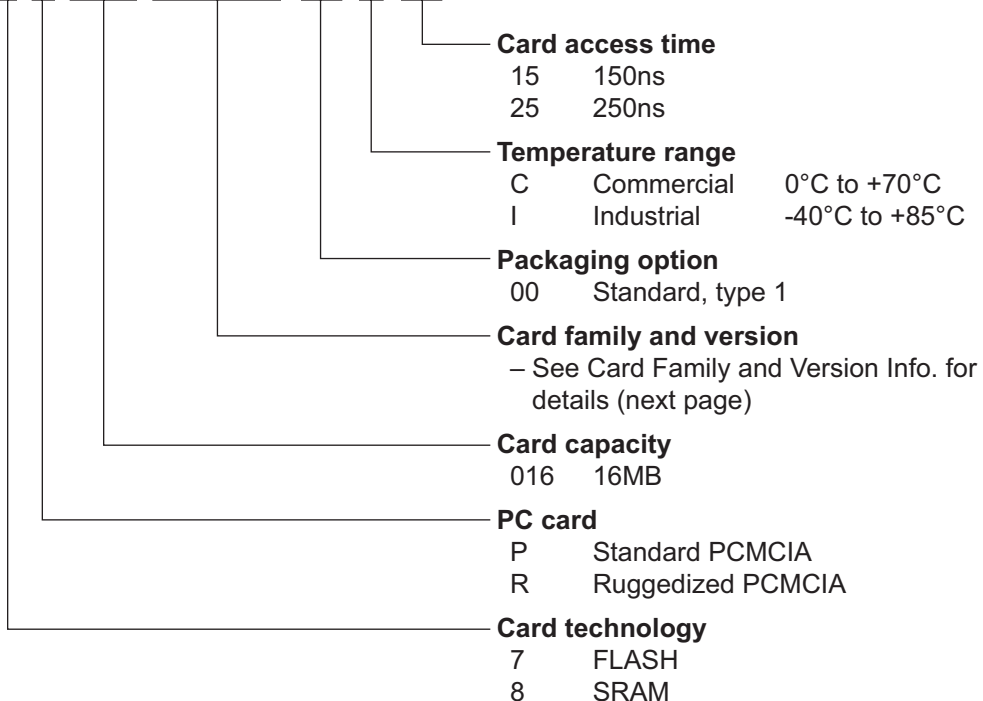 Card access time
15 150ns
25 250ns
Temperature range
C Commercial 0°C to +70°C
I Industrial -40°C to +85°C
Packaging option
00 Standard, type 1
Card family and version
– See Card Family and Version Info. for
details (next page)
Card capacity
016 16MB
PC card
P Standard PCMCIA
R Ruggedized PCMCIA
Card technology
7 FLASH
8 SRAM